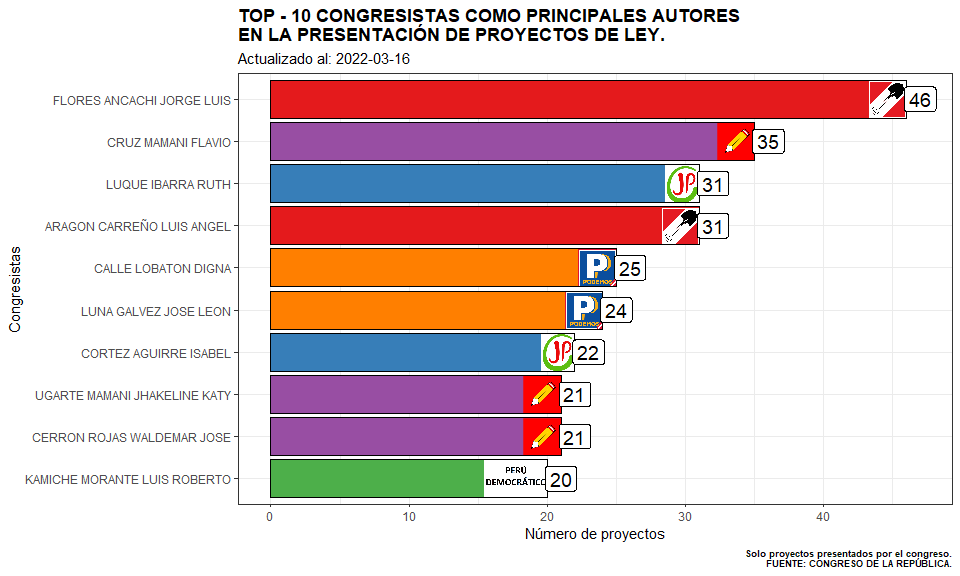 TOP - 10 CONGRESISTAS COMO PRINCIPALES AUTORES
EN LA PRESENTACIÓN DE PROYECTOS DE LEY.
Actualizado al: 2022-03-16
Congresistas
FLORES ANCACHI JORGE LUIS
46
CRUZ MAMANI FLAVIO
35
LUQUE IBARRA RUTH
JP
31
ARAGON CARREÑO LUIS ANGEL
31
CALLE LOBATON DIGNA
P
PODEMOS
25
LUNA GALVEZ JOSE LEON
P
PODEMOS
24
CORTEZ AGUIRRE ISABEL
JP
22
UGARTE MAMANI JHAKELINE KATY
21
CERRON ROJAS WALDEMAR JOSE
21
KAMICHE MORANTE LUIS ROBERTO
PERÚ
DEMOCRÁTICO
20
0 10 20 30 40
Número de proyectos
Solo proyectos presentados por el congreso.
FUENTE: CONGRESO DE LA REPÚBLICA.